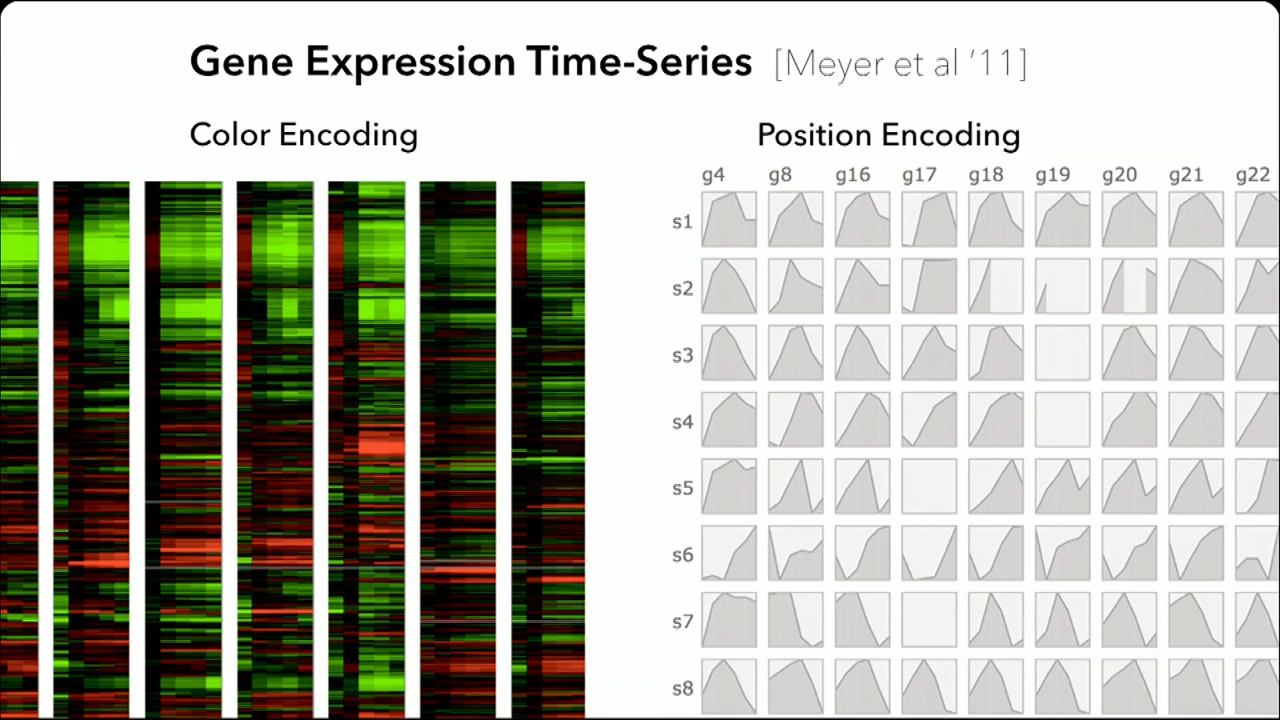 Gene Expression Time-Series [Meyer et al ’11]
Color Encoding
Position Encoding
g4 g8 g16 g17 g18 g19 g20 g21 g22
s1
s2
s3
s4
s5
s6
s7
s8